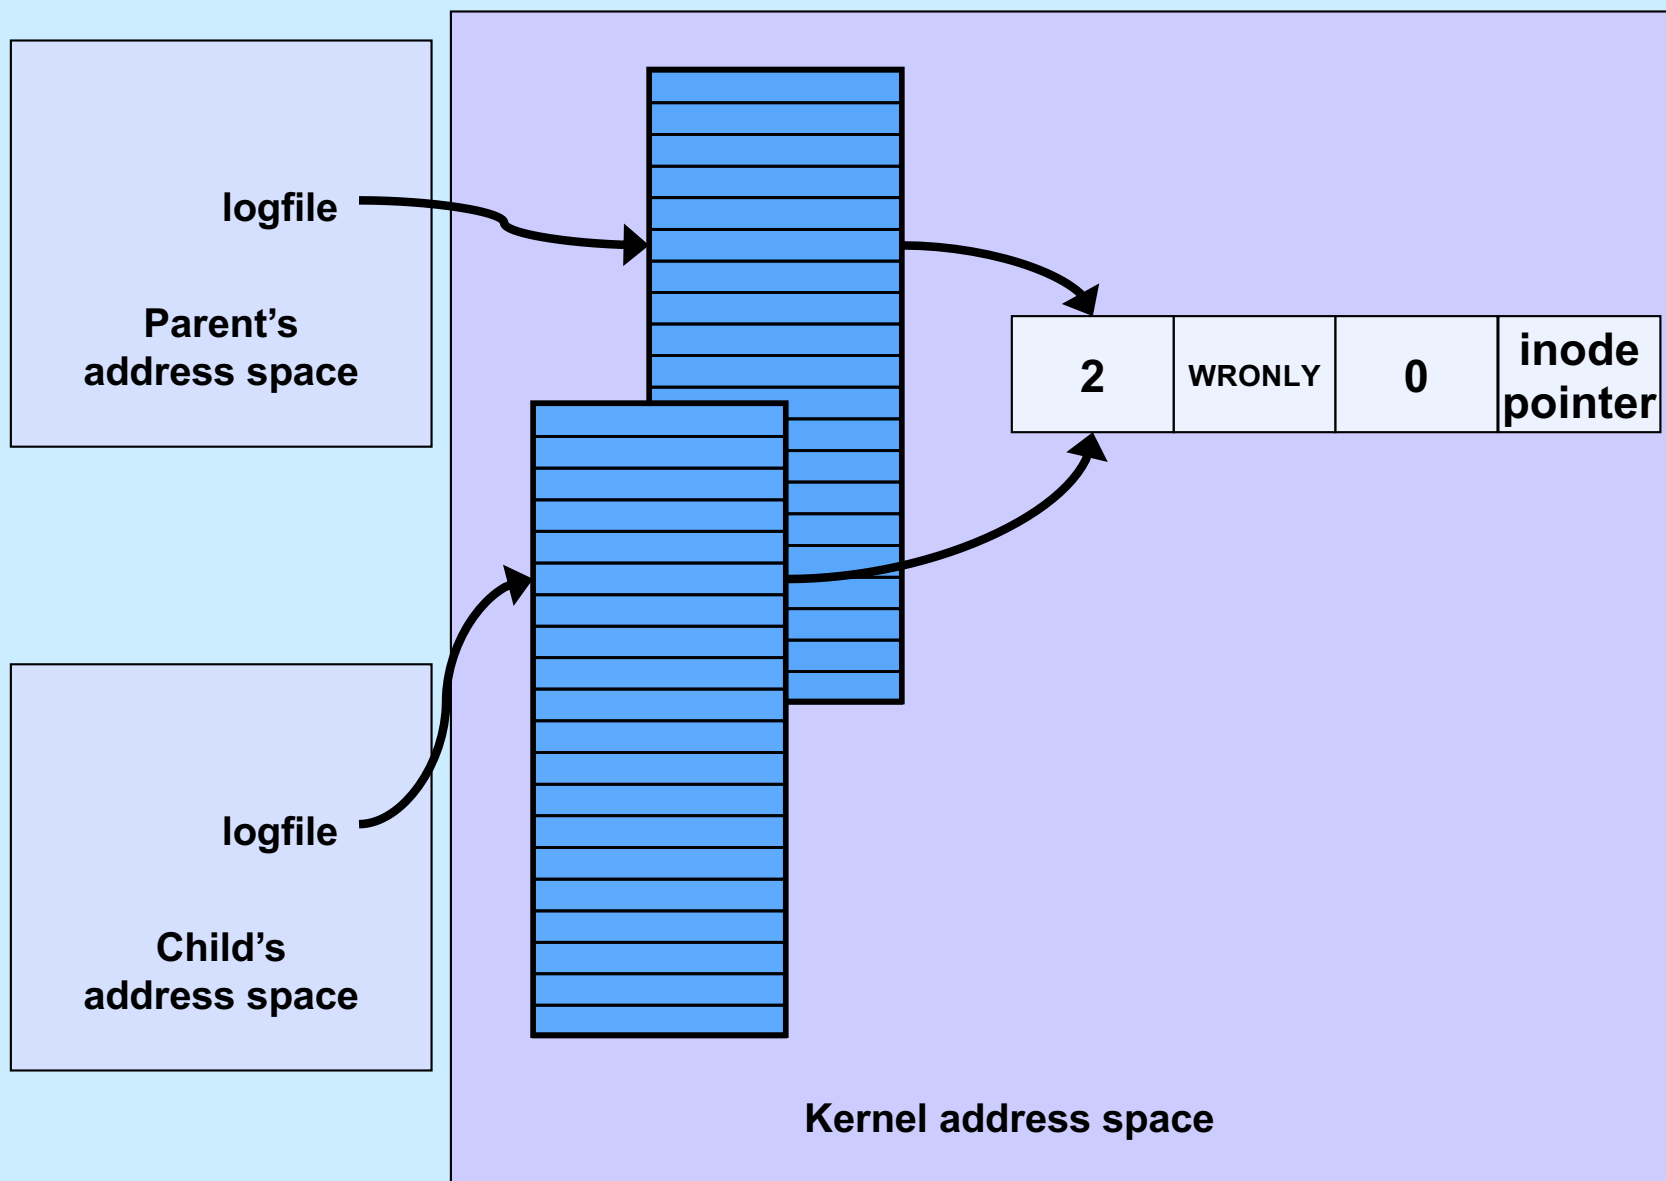 logfile
Parent’s
address space
2
WRONLY
0
inode
pointer
logfile
Child’s
address space
Kernel address space